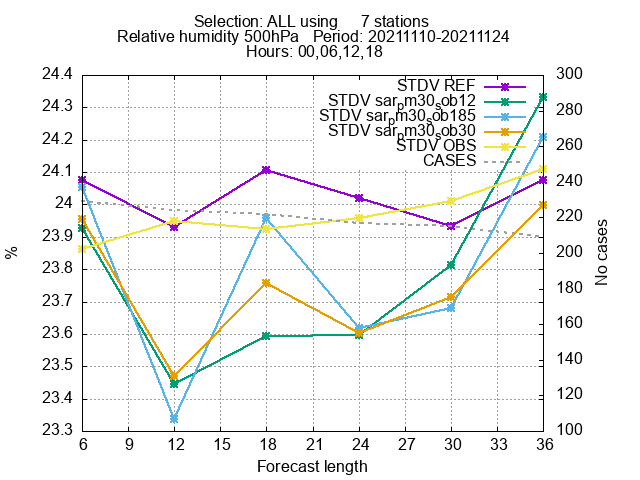 Selection: ALL using 7 stations
Relative humidity 500hPa Period: 20211110-20211124
Hours: 00,06,12,18
STDV REF
STDV sarpm30sob12
STDV sarpm30sob185
STDV sarpm30sob30
STDV OBS
CASES
24.4
24.3
24.2
24.1
24
23.9
23.8
23.7
23.6
23.5
23.4
23.3
%
300
280
260
240
220
200
180
160
140
120
100
No cases
6 9 12 15 18 21 24 27 30 33 36
Forecast length